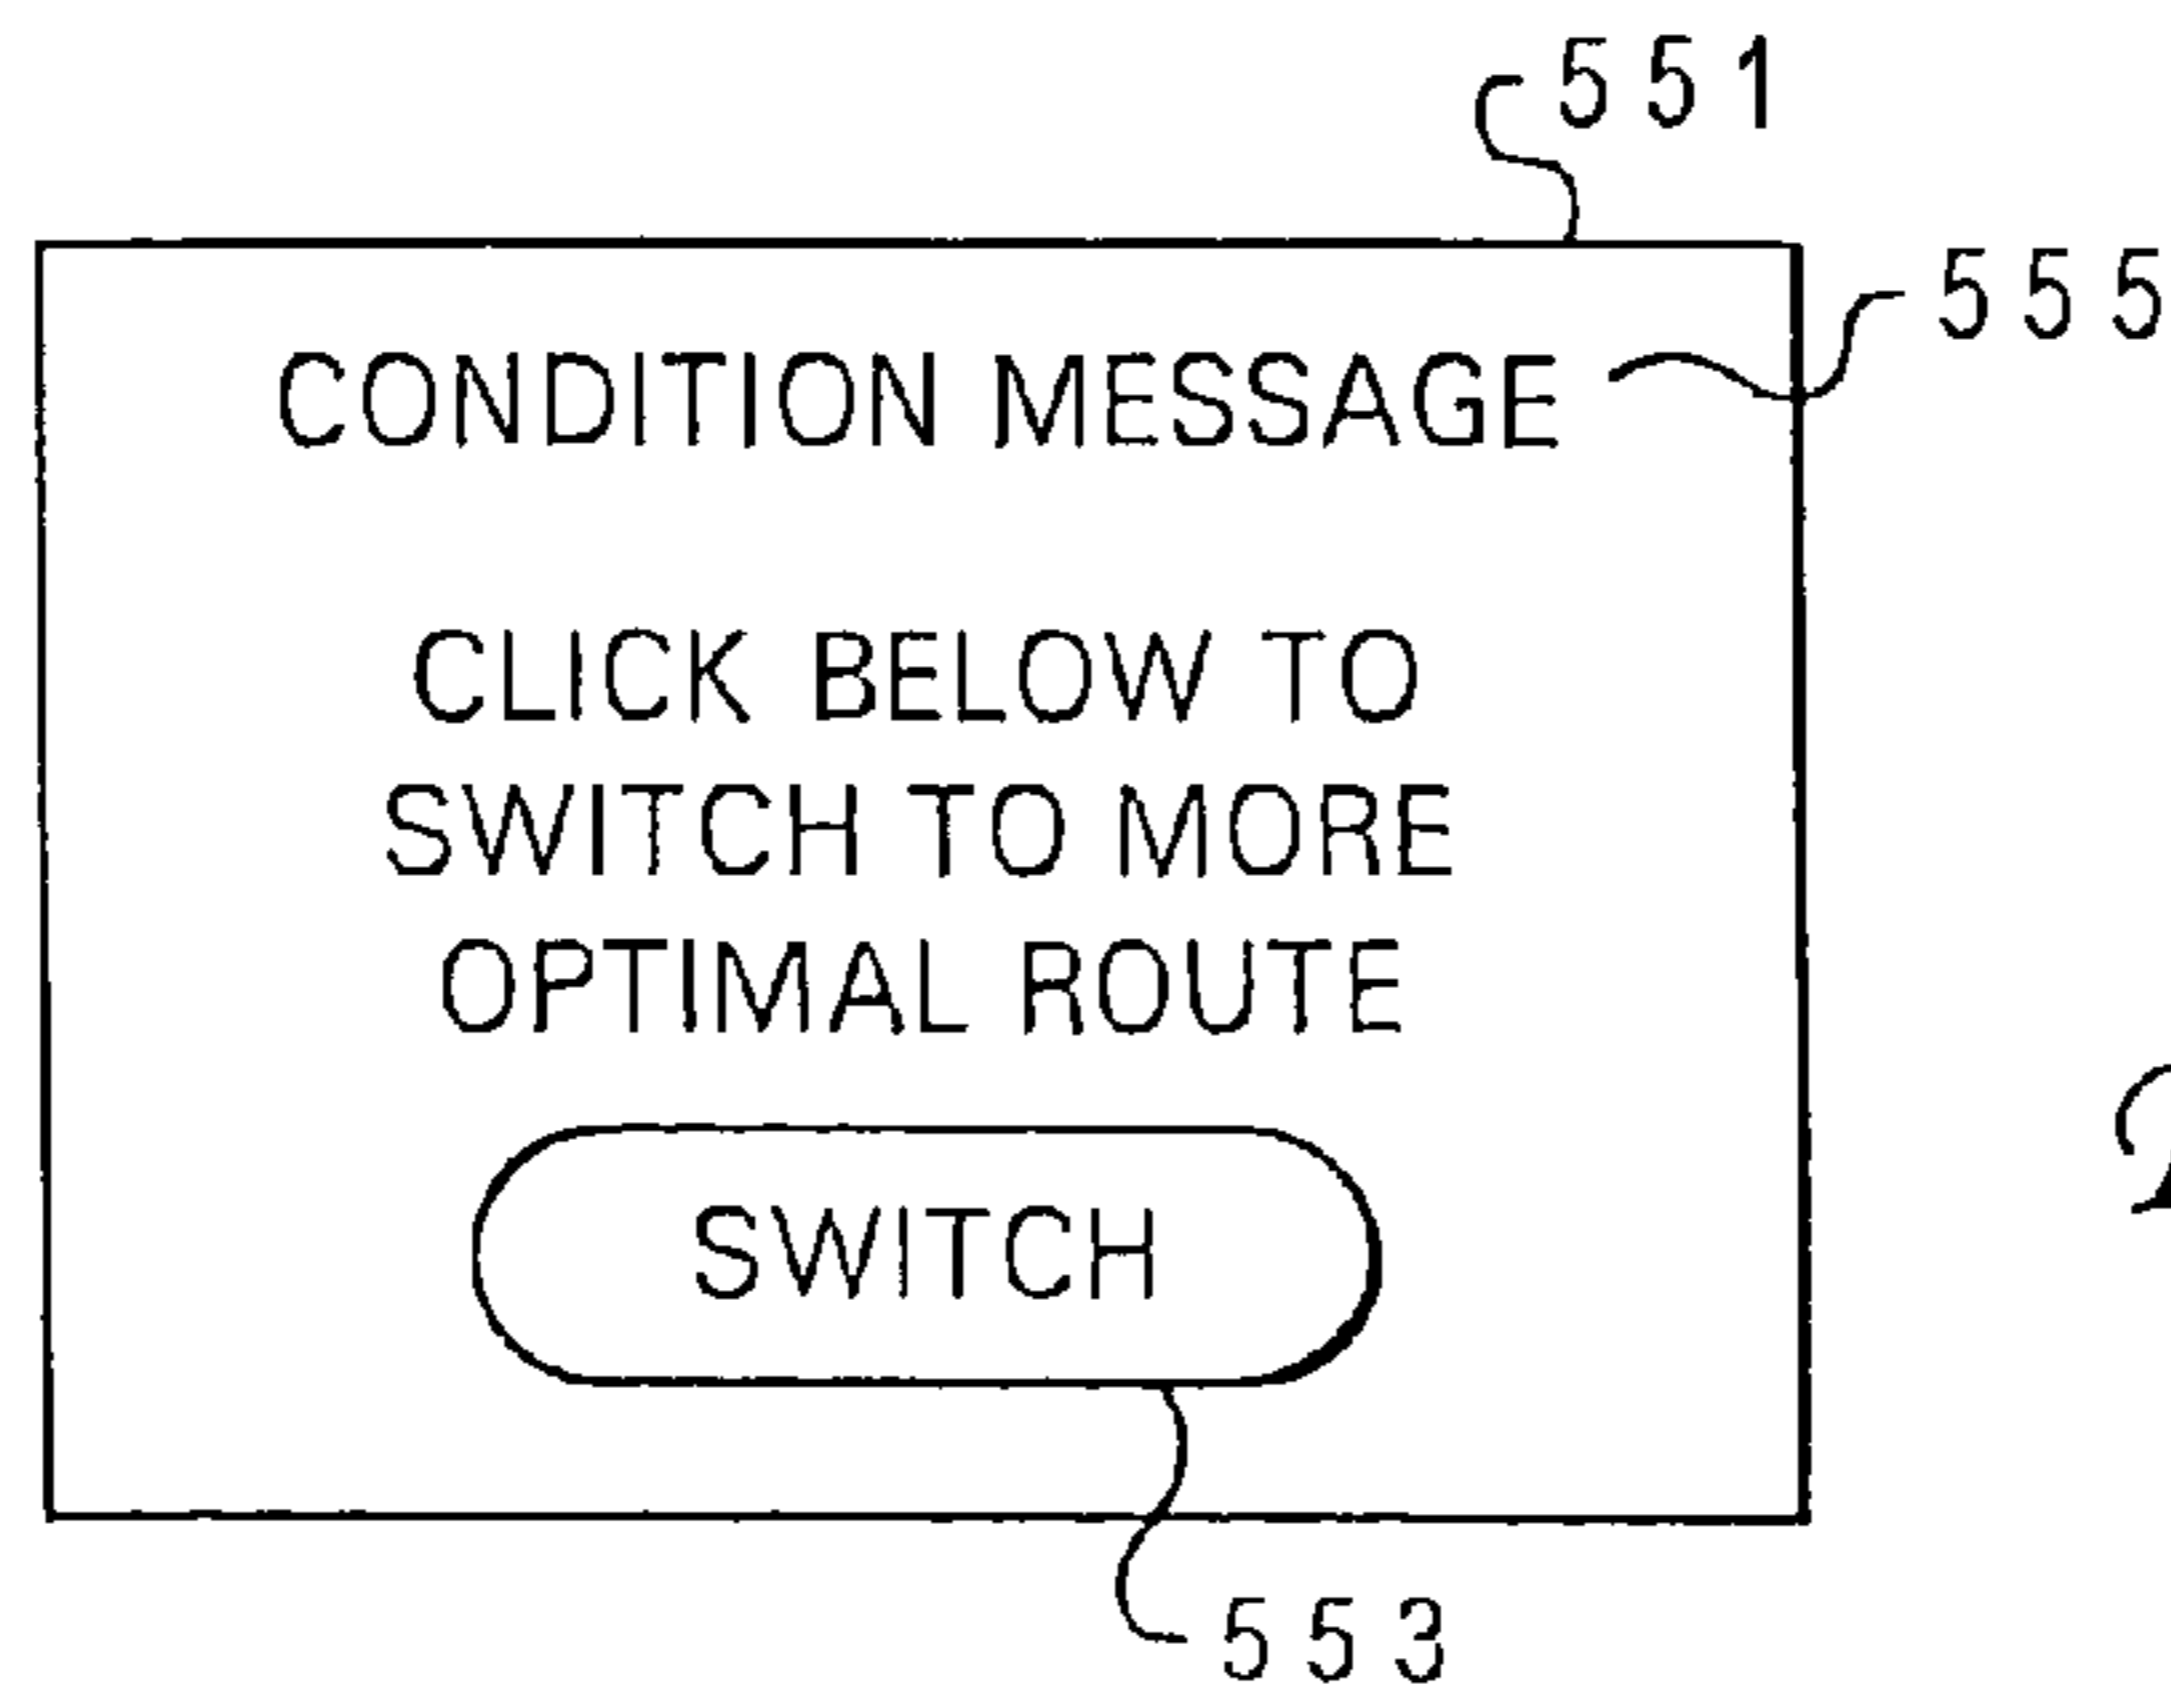 551
555
CONDITION MESSAGE
CLICK BELOW TO
SWITCH TO MORE
OPTIMAL ROUTE
SWITCH
553